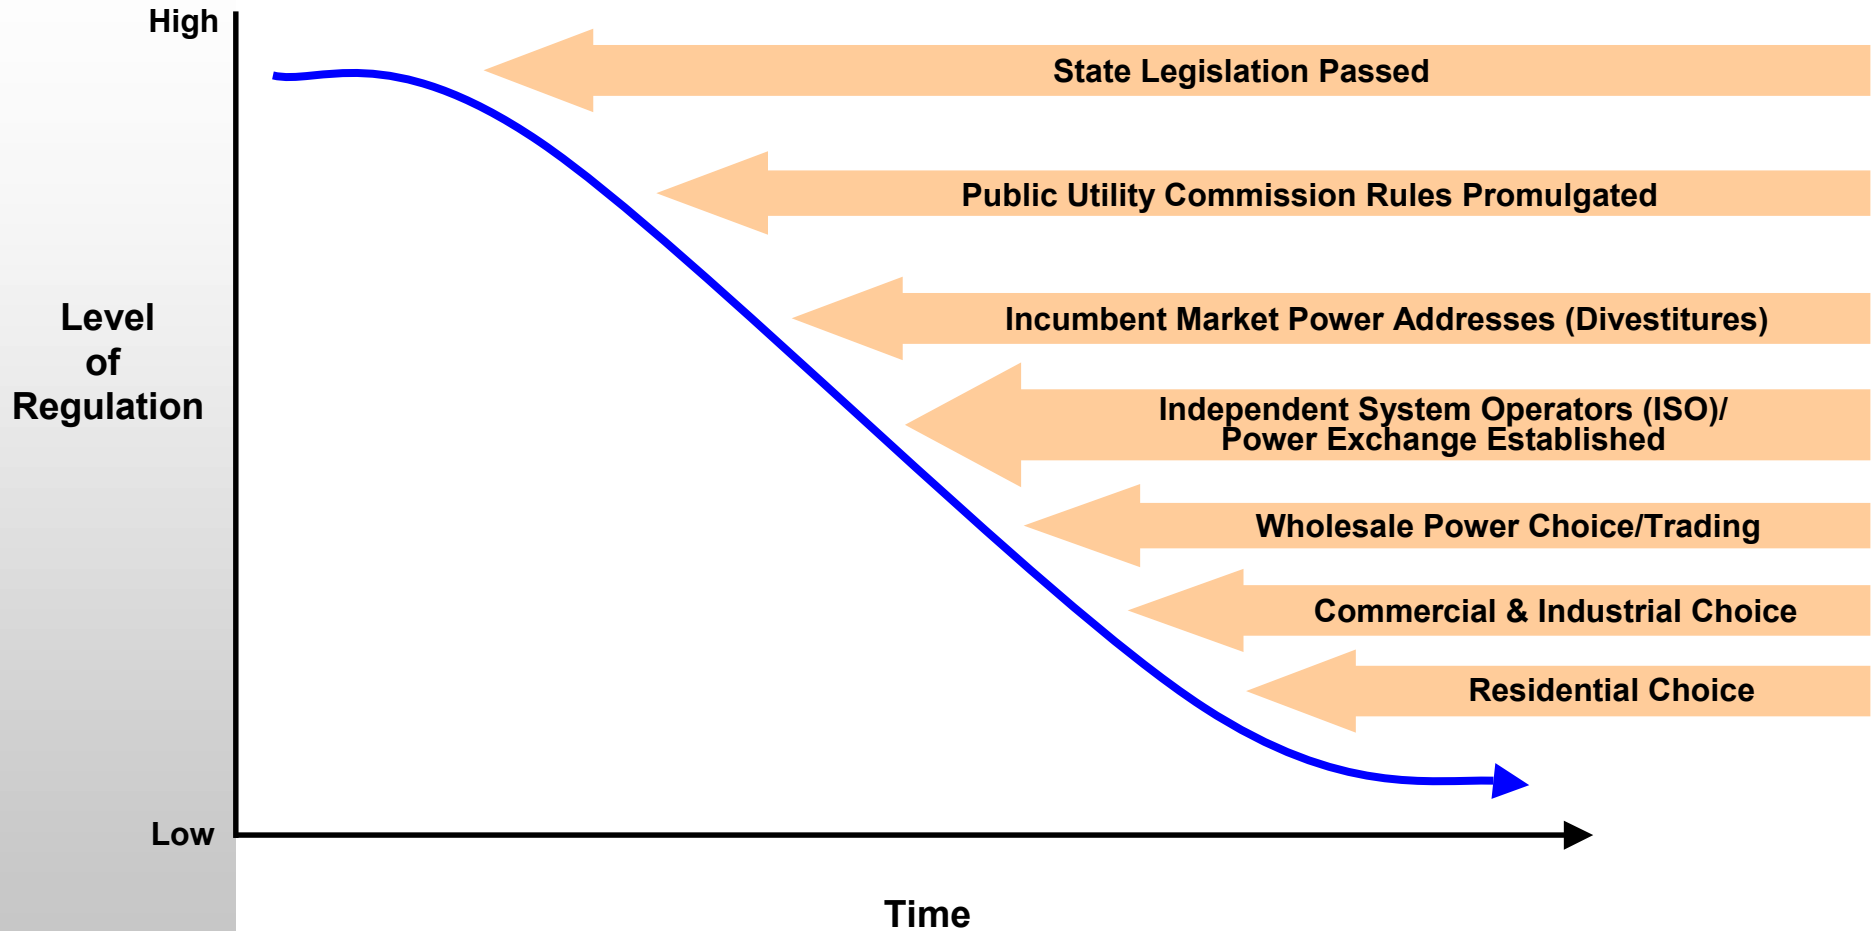 High
State Legislation Passed
Public Utility Commission Rules Promulgated
Level
of
Regulation
Incumbent Market Power Addresses (Divestitures)
Independent System Operators (ISO)/
Power Exchange Established
Wholesale Power Choice/Trading
Commercial & Industrial Choice
Residential Choice
Low
Time